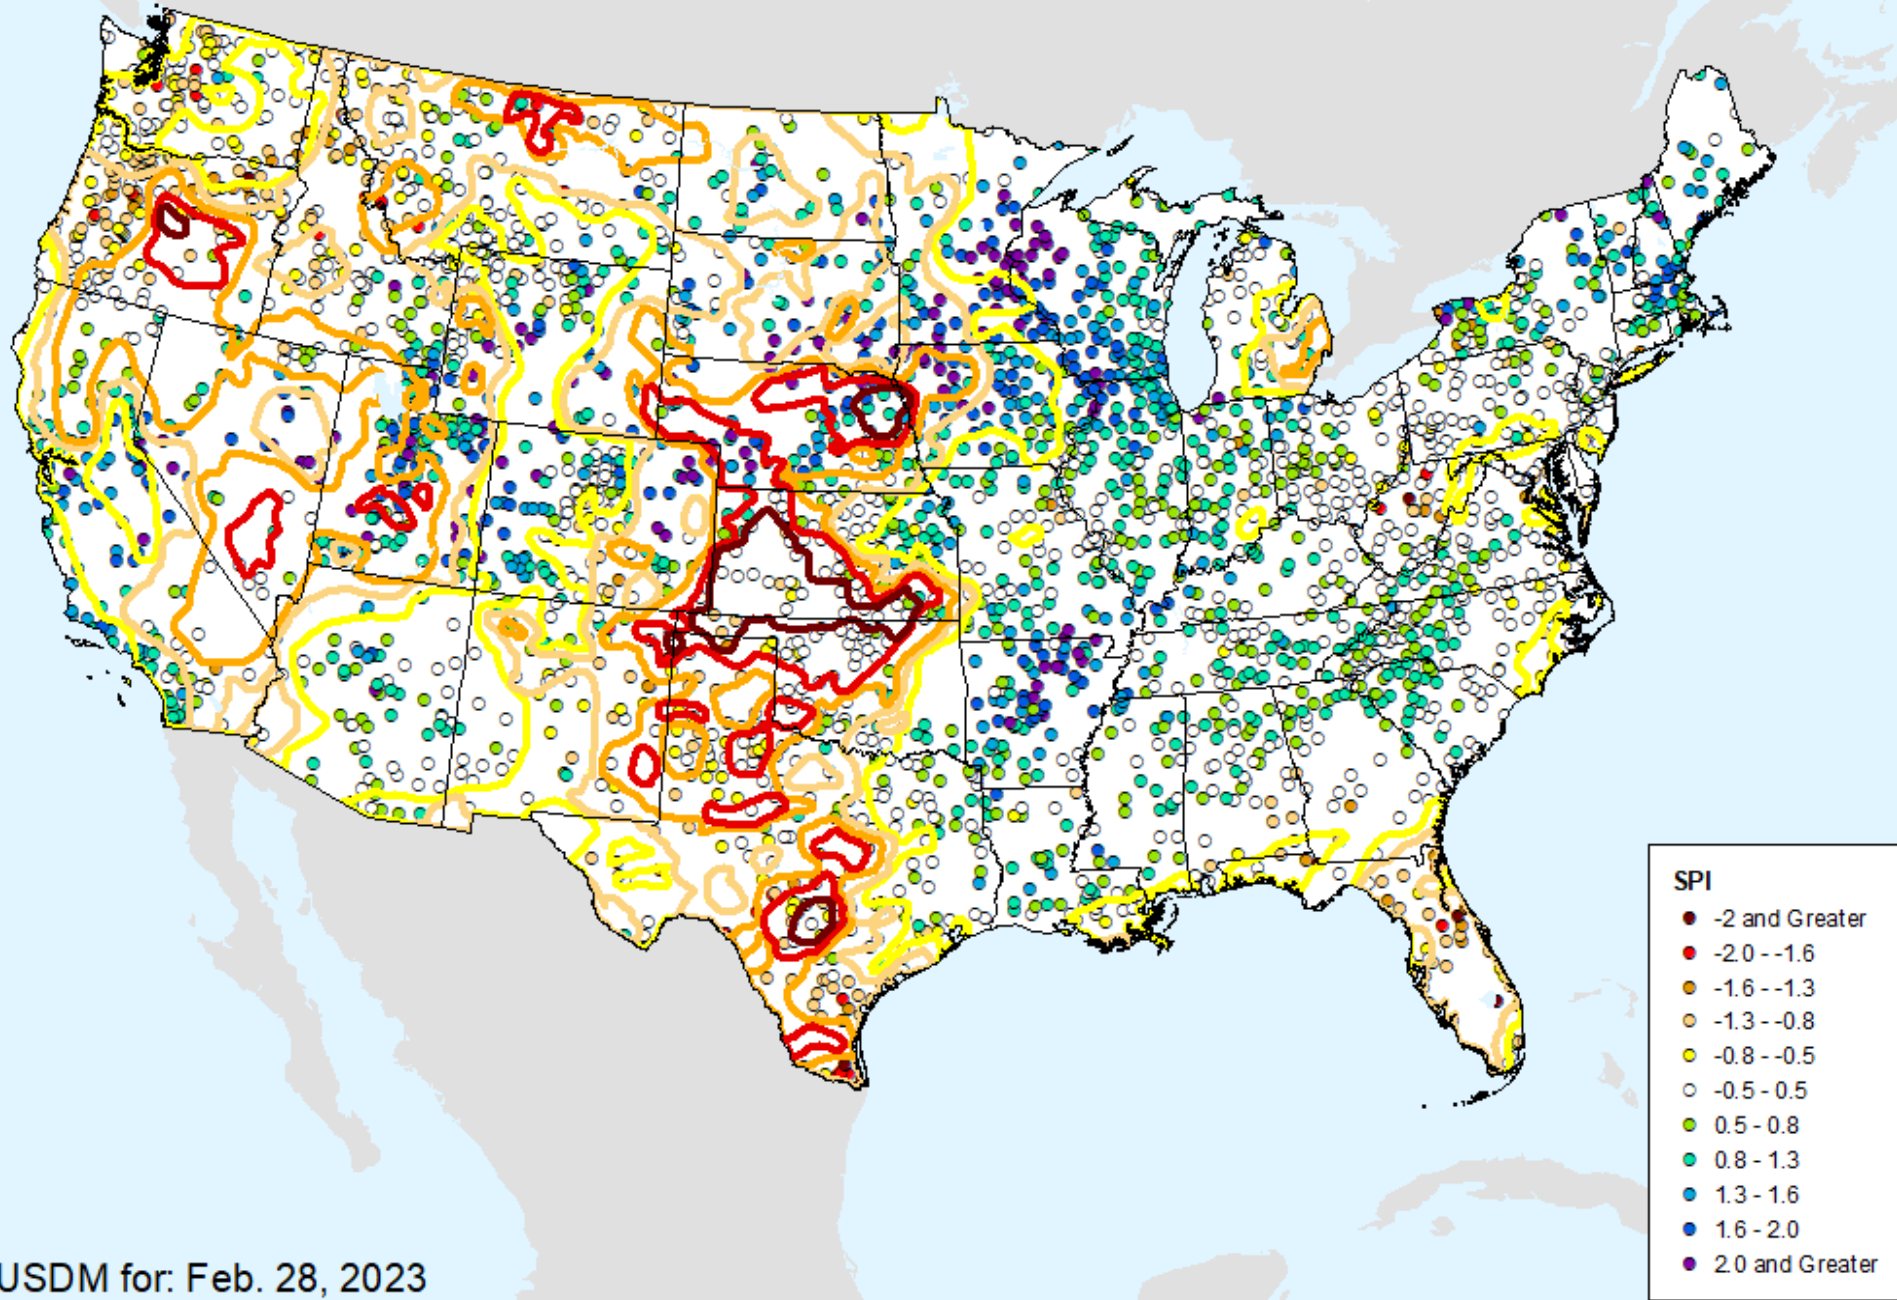 SPI
-2 and Greater
-2.0 - -1.6
-1.6 - -1.3
-1.3 - -0.8
-0.8 - -0.5
-0.5 - 0.5
0.5 - 0.8
0.8 - 1.3
1.3 - 1.6
1.6 - 2.0
2.0 and Greater
USDM for: Feb. 28, 2023